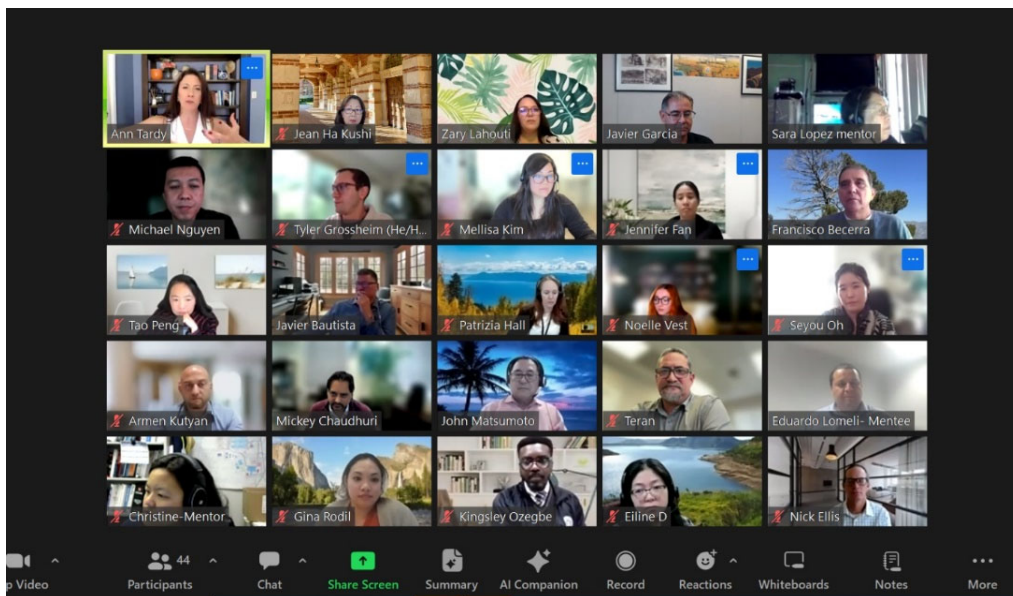 Ann Tardy
Jean Ha Kushi
Zary Lahouti
Javier Garcia
Sara Lopez mentor
Michael Nguyen
Tyler Grossheim (He/H...
Mellisa Kim
Jennifer Fan
Francisco Becerra
Tao Peng
Javier Bautista
Patrizia Hall
Noelle Vest
Seyou Oh
Armen Kutyan
Mickey Chaudhuri
John Matsumoto
Teran
Eduardo Lomeli- Mentee
Christine-Mentor
Gina Rodil
Kingsley Ozegbe
Eiline D
Nick Ellis
44
p Video
Participants
Chat
Share Screen
Summary
AI Companion
Record
Reactions
Whiteboards
Notes
More